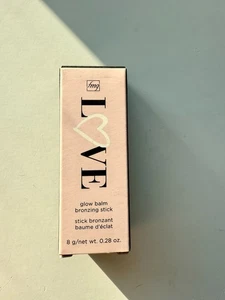 fmg
LOVE
glow balm
bronzing stick
stick bronzant
baume d'éclat
8 g/net wt. 0.28 oz.